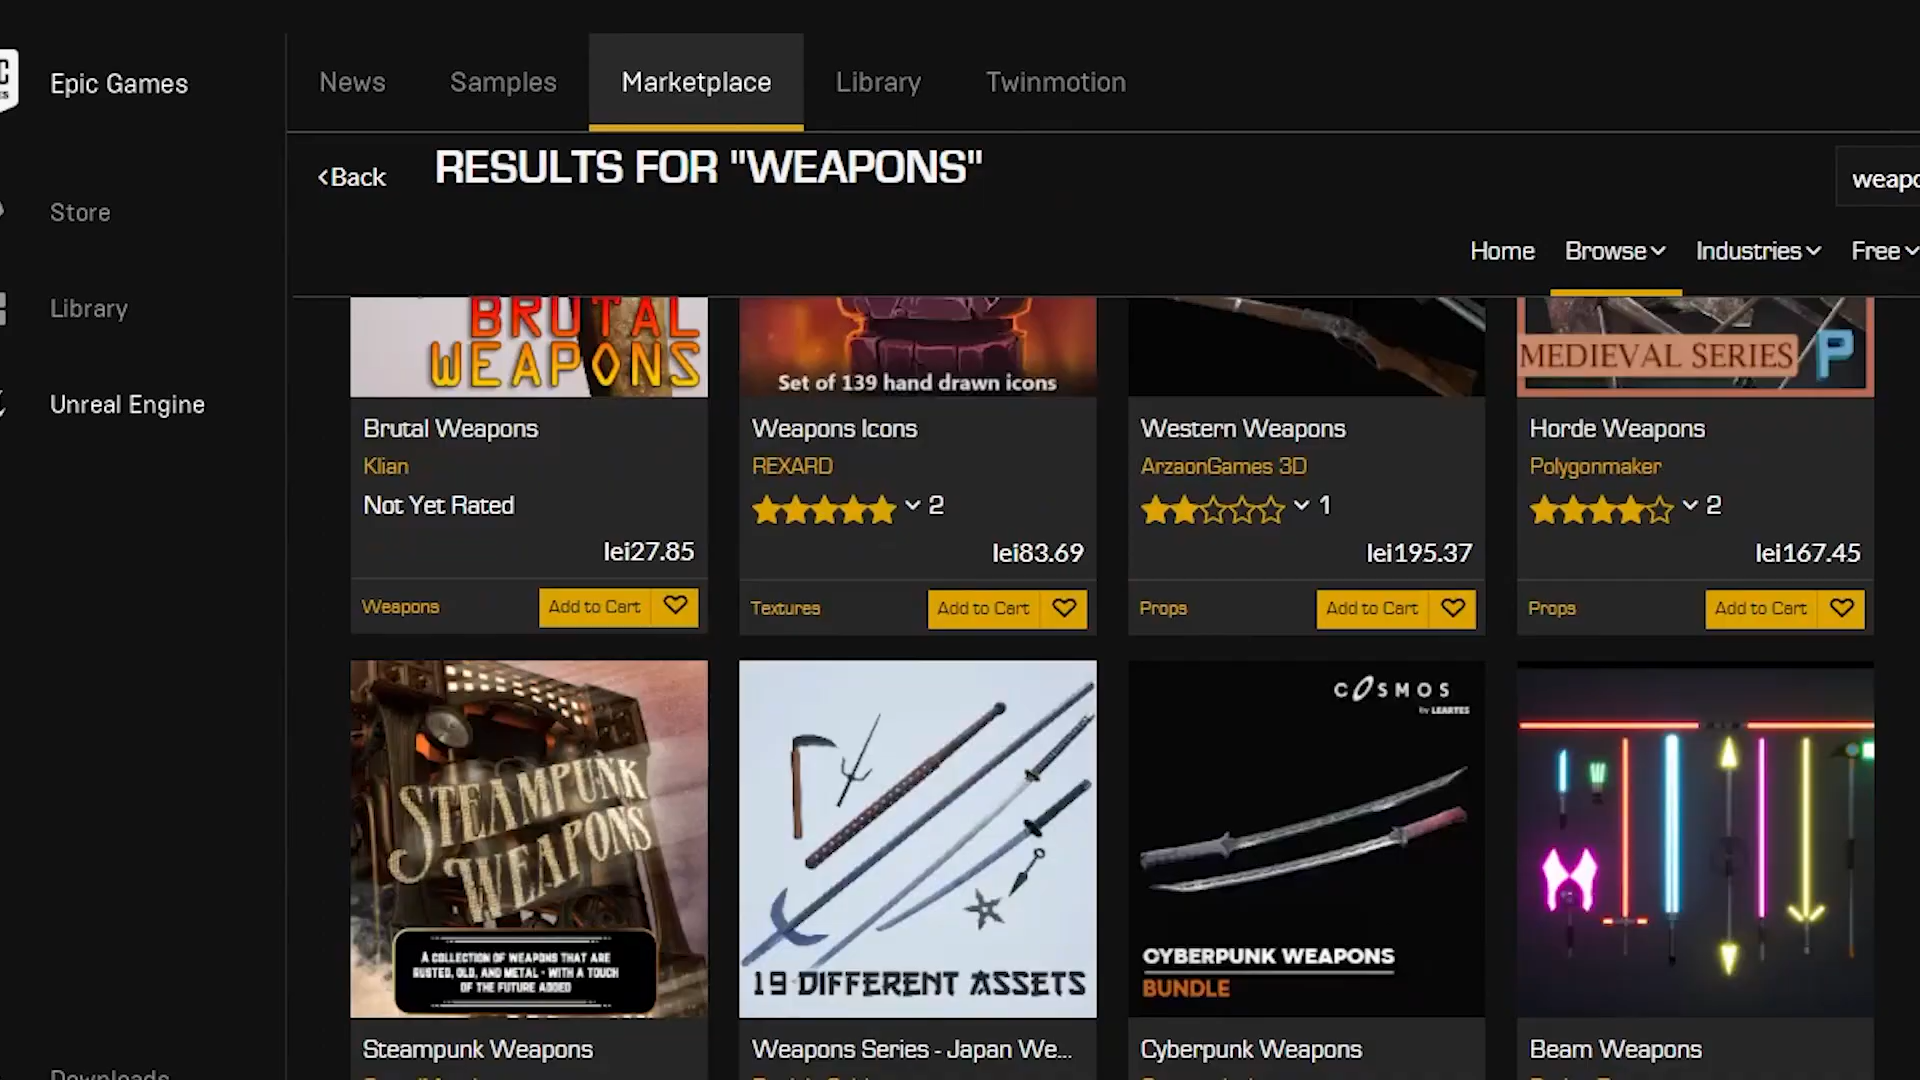 Epic Games
News
Samples
Marketplace
Library
Twinmotion
Back
RESULTS FOR "WEAPONS"
weapo
Home
Browse
Industries
Free
Store
Library
Unreal Engine
BRUTAL
WEAPONS
Set of 139 hand drawn icons
MEDIEVAL SERIES P
Brutal Weapons
Klian
Not Yet Rated
lei27.85
Weapons
Add to Cart
Weapons Icons
REXARD
2
lei83.69
Textures
Add to Cart
Western Weapons
ArzaonGames 3D
1
lei195.37
Props
Add to Cart
Horde Weapons
Polygonmaker
2
lei167.45
Props
Add to Cart
STEAMPUNK
WEAPONS
A COLLECTION OF WEAPONS THAT ARE
RUSTED, OLD, AND METAL - WITH A TOUCH
OF THE FUTURE ADDED
Steampunk Weapons
19 DIFFERENT ASSETS
Weapons Series - Japan We...
COSMOS
by LEARTES
CYBERPUNK WEAPONS
BUNDLE
Cyberpunk Weapons
Beam Weapons
Downloads